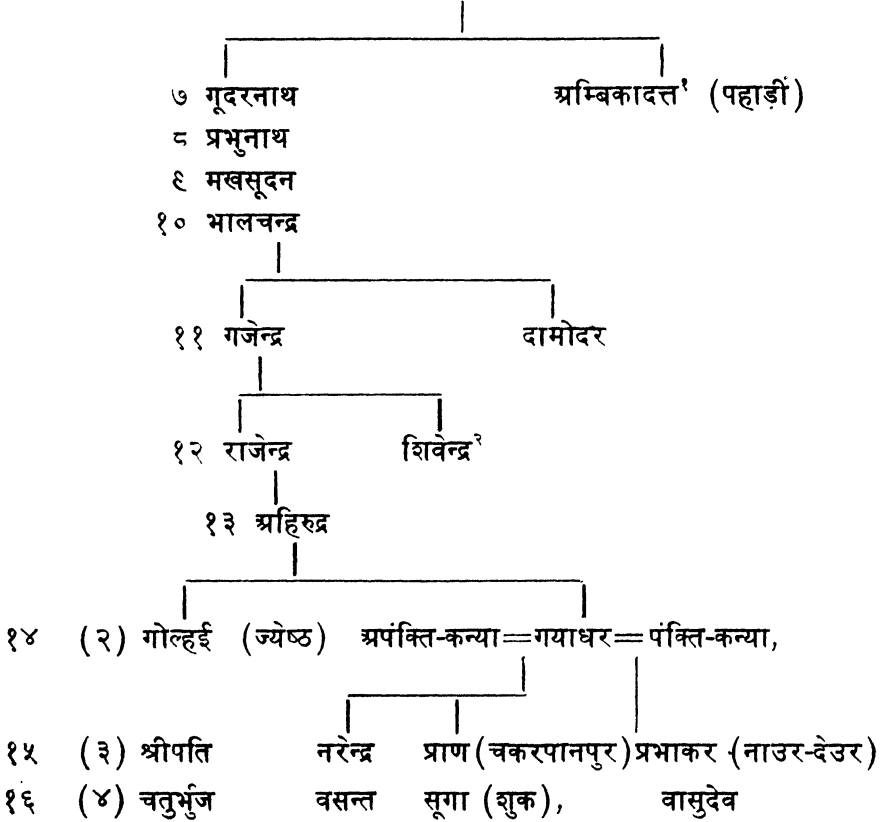 ७ गूदरनाथ अम्बिकादत्त¹ (पहाड़ीं)
८ प्रभुनाथ
९ मखसूदन
१० भालचन्द्र
११ गजेन्द्र दामोदर
१२ राजेन्द्र शिवेन्द्र²
१३ अहिरुद्र
१४ (२) गोल्हई (ज्येष्ठ) अपंक्ति-कन्या=गयाधर=पंक्ति-कन्या,
१५ (३) श्रीपति नरेन्द्र प्राण (चकरपानपुर) प्रभाकर (नाउर-देउर)
१६ (४) चतुर्भुज वसन्त सूगा (शुक), वासुदेव